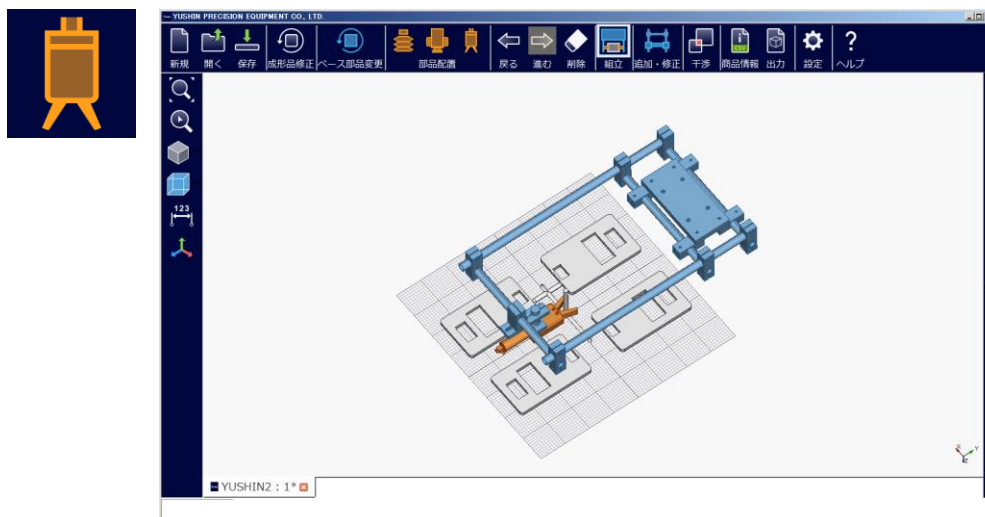 YUSHIN PRECISION EQUIPMENT CO., LTD.
新規 開く 保存 成形品修正 ベース部品変更 部品配置 戻る 進む 削除 組立 追加・修正 干渉 商品情報 出力 設定 ヘルプ
CSV
?
123
YUSHIN2 : 1*